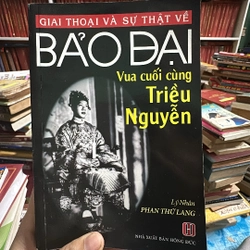 GIAI THOẠI VÀ SỰ THẬT VỀ
BẢO ĐẠI
Vua cuối cùng
Triều
Nguyễn
Lý Nhân
PHAN THỨ LANG
NHÀ XUẤT BẢN HỒNG ĐỨC